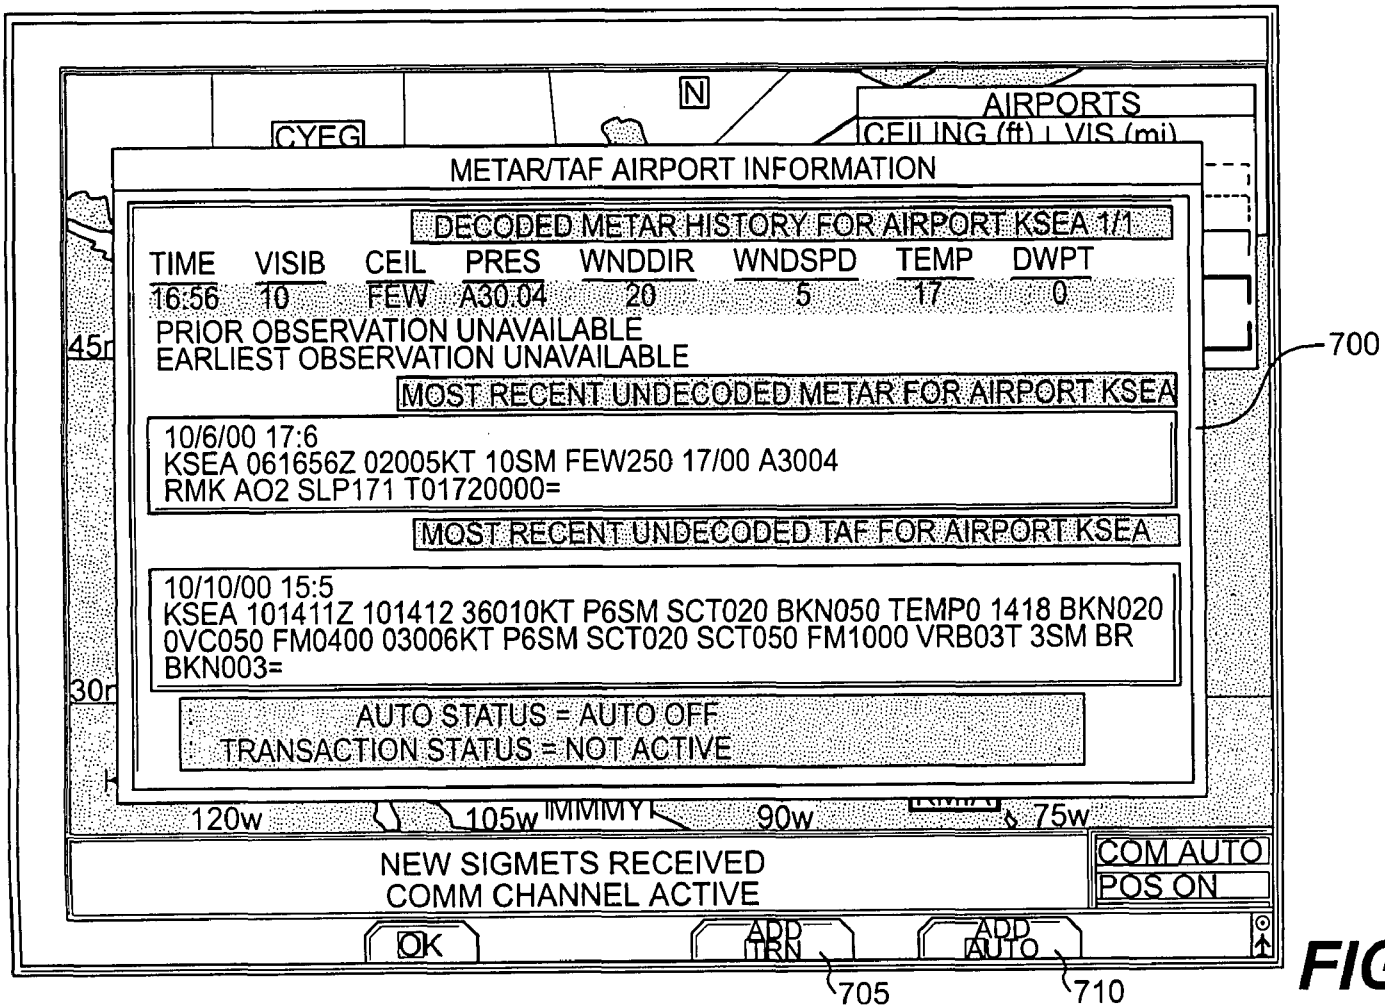 N
CYEG
AIRPORTS
CEILING (ft) | VIS (mi)
METAR/TAF AIRPORT INFORMATION
DECODED METAR HISTORY FOR AIRPORT KSEA 1/1
TIME VISIB CEIL PRES WNDDIR WNDSPD TEMP DWPT
16:56 10 FEW A30.04 20 5 17 0
PRIOR OBSERVATION UNAVAILABLE
EARLIEST OBSERVATION UNAVAILABLE
45n
700
MOST RECENT UNDECODED METAR FOR AIRPORT KSEA
10/6/00 17:6
KSEA 061656Z 02005KT 10SM FEW250 17/00 A3004
RMK AO2 SLP171 T01720000=
MOST RECENT UNDECODED TAF FOR AIRPORT KSEA
10/10/00 15:5
KSEA 101411Z 101412 36010KT P6SM SCT020 BKN050 TEMP0 1418 BKN020
0VC050 FM0400 03006KT P6SM SCT020 SCT050 FM1000 VRB03T 3SM BR
BKN003=
30n
AUTO STATUS = AUTO OFF
TRANSACTION STATUS = NOT ACTIVE
120w 105w MMMY 90w KMIA 75w
NEW SIGMETS RECEIVED
COMM CHANNEL ACTIVE
COM AUTO
POS ON
OK
ADD
TRN
ADD
AUTO
705
710
FIG